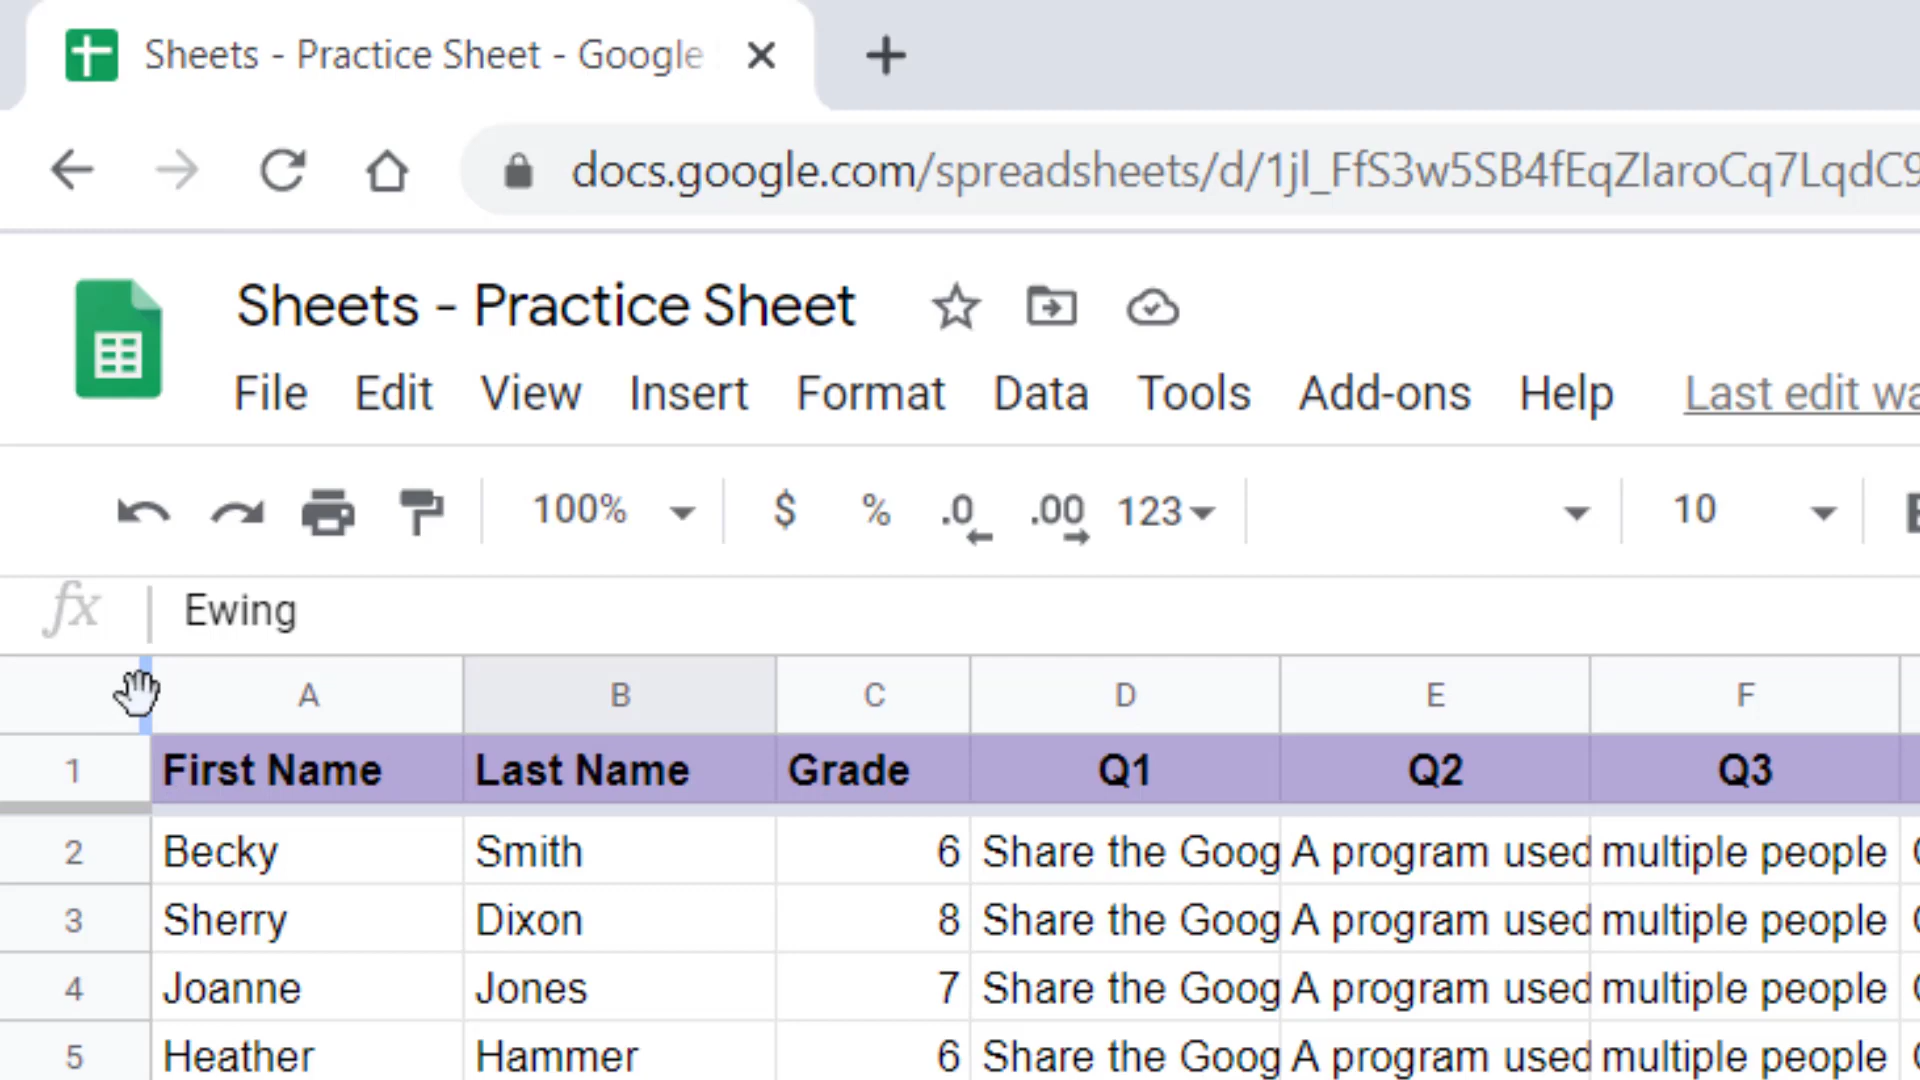 Sheets - Practice Sheet - Google
docs.google.com/spreadsheets/d/1jl_FfS3w5SB4fEqZIaroCq7LqdC9
Sheets - Practice Sheet
File Edit View Insert Format Data Tools Add-ons Help Last edit wa
100% $ % .0 .00 123 10
fx Ewing
A B C D E F
1 First Name Last Name Grade Q1 Q2 Q3
2 Becky Smith 6 Share the Goog A program used multiple people
3 Sherry Dixon 8 Share the Goog A program used multiple people
4 Joanne Jones 7 Share the Goog A program used multiple people
5 Heather Hammer 6 Share the Goog A program used multiple people